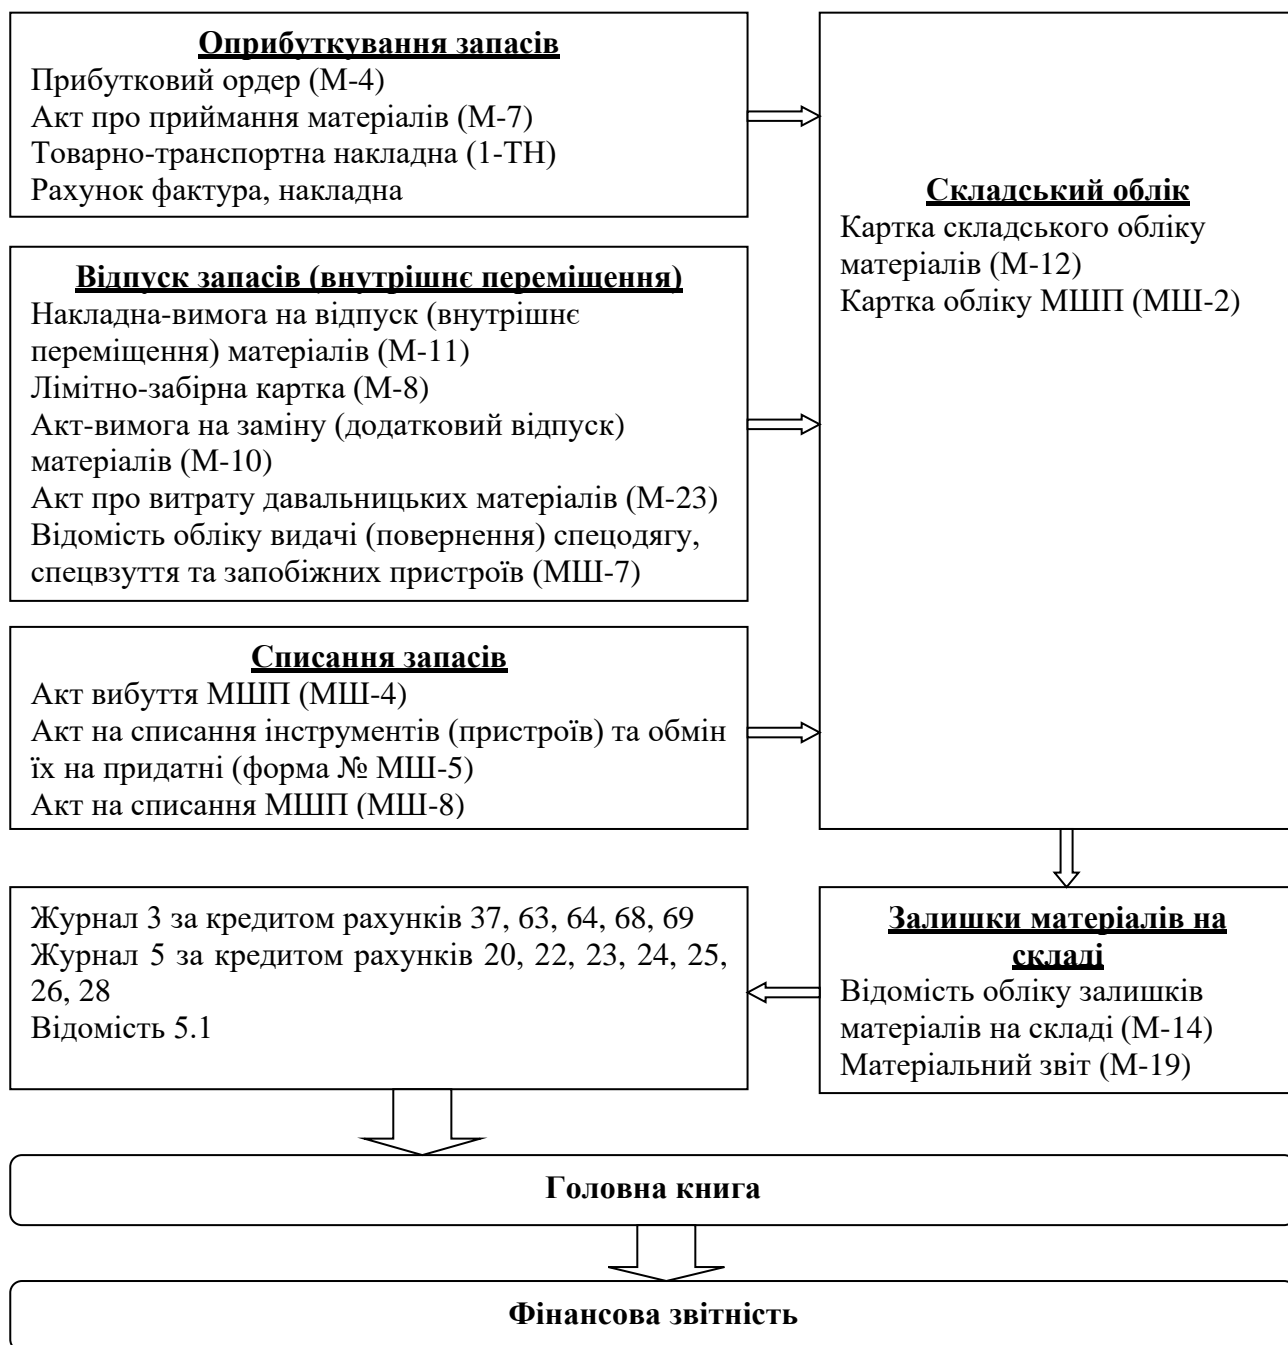 Оприбуткування запасів
Прибутковий ордер (М-4)
Акт про приймання матеріалів (М-7)
Товарно-транспортна накладна (1-ТН)
Рахунок фактура, накладна
Відпуск запасів (внутрішнє переміщення)
Накладна-вимога на відпуск (внутрішнє
переміщення) матеріалів (М-11)
Лімітно-забірна картка (М-8)
Акт-вимога на заміну (додатковий відпуск)
матеріалів (М-10)
Акт про витрату давальницьких матеріалів (М-23)
Відомість обліку видачі (повернення) спецодягу,
спецвзуття та запобіжних пристроїв (МШ-7)
Списання запасів
Акт вибуття МШП (МШ-4)
Акт на списання інструментів (пристроїв) та обмін
їх на придатні (форма № МШ-5)
Акт на списання МШП (МШ-8)
Складський облік
Картка складського обліку
матеріалів (М-12)
Картка обліку МШП (МШ-2)
Залишки матеріалів на
складі
Відомість обліку залишків
матеріалів на складі (М-14)
Матеріальний звіт (М-19)
Журнал 3 за кредитом рахунків 37, 63, 64, 68, 69
Журнал 5 за кредитом рахунків 20, 22, 23, 24, 25,
26, 28
Відомість 5.1
Головна книга
Фінансова звітність